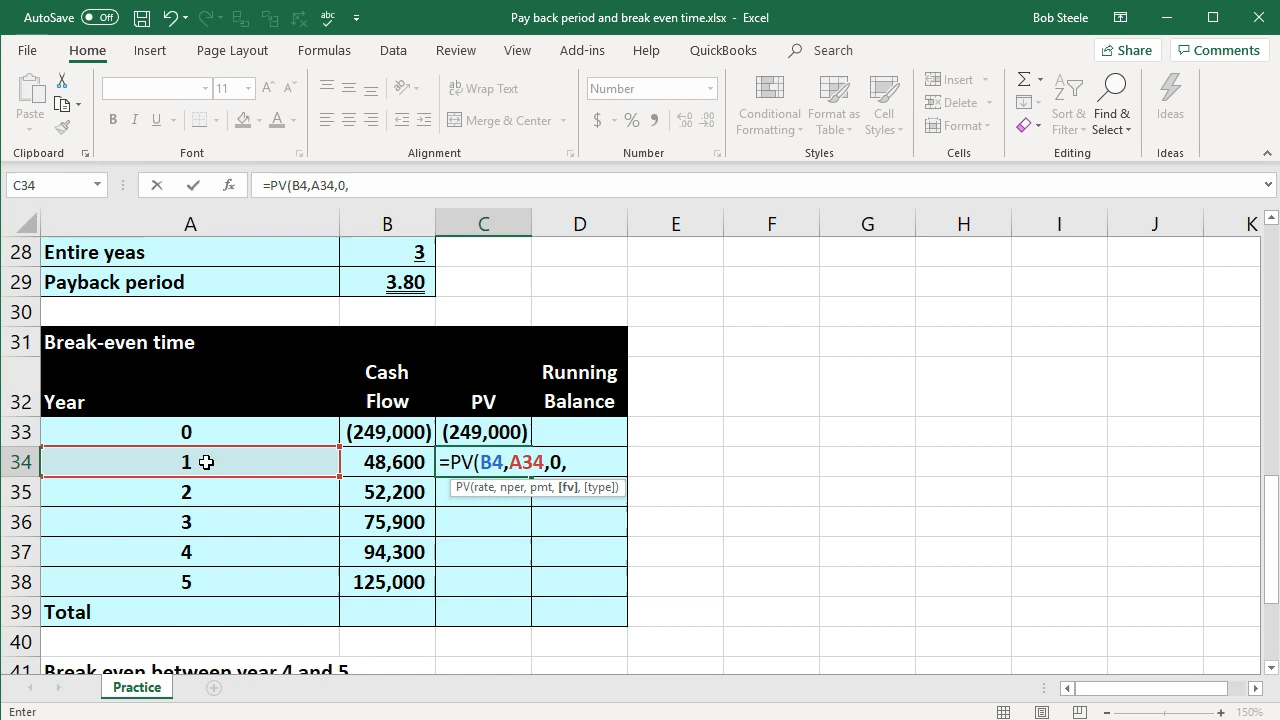 AutoSave Off Pay back period and break even time.xlsx - Excel Bob Steele
File Home Insert Page Layout Formulas Data Review View Add-ins Help QuickBooks Search Share Comments
Paste 11 Wrap Text Number Insert Conditional Format as Cell Sort & Find & Ideas
B I U Merge & Center $ % Delete Formatting Table Styles Format Filter Select
Clipboard Font Alignment Number Styles Cells Editing Ideas
C34 fx =PV(B4,A34,0,
A B C D E F G H I J K
28 Entire yeas 3
29 Payback period 3.80
30
31 Break-even time
32 Year Cash Flow PV Running Balance
33 0 (249,000) (249,000)
34 1 48,600 =PV(B4,A34,0,
PV(rate, nper, pmt, [fv], [type])
35 2 52,200
36 3 75,900
37 4 94,300
38 5 125,000
39 Total
40
41 Break even between year 4 and 5
Practice
Enter 150%